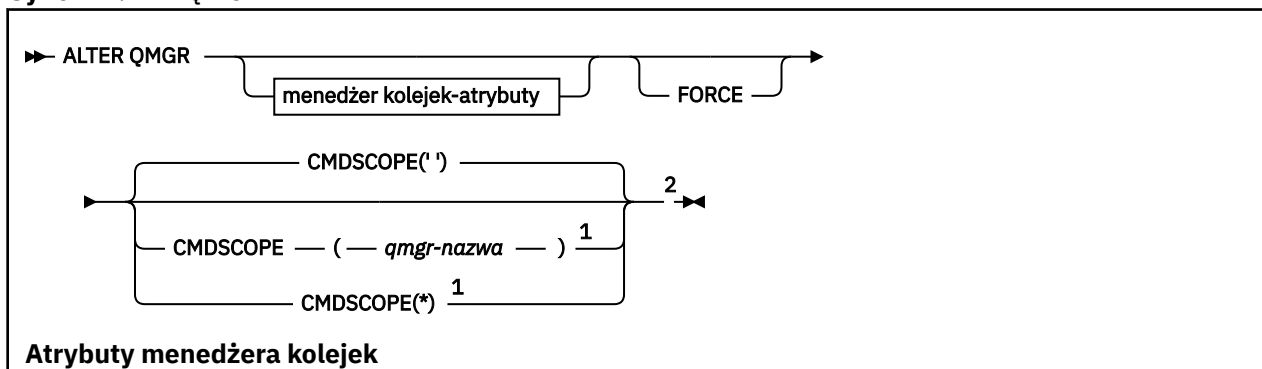 ALTER QMGR
menedżer kolejek-atrybuty
FORCE
CMDSCOPE(' ')
2
CMDSCOPE ( qmgr-nazwa ) 1
CMDSCOPE(*) 1
Atrybuty menedżera kolejek